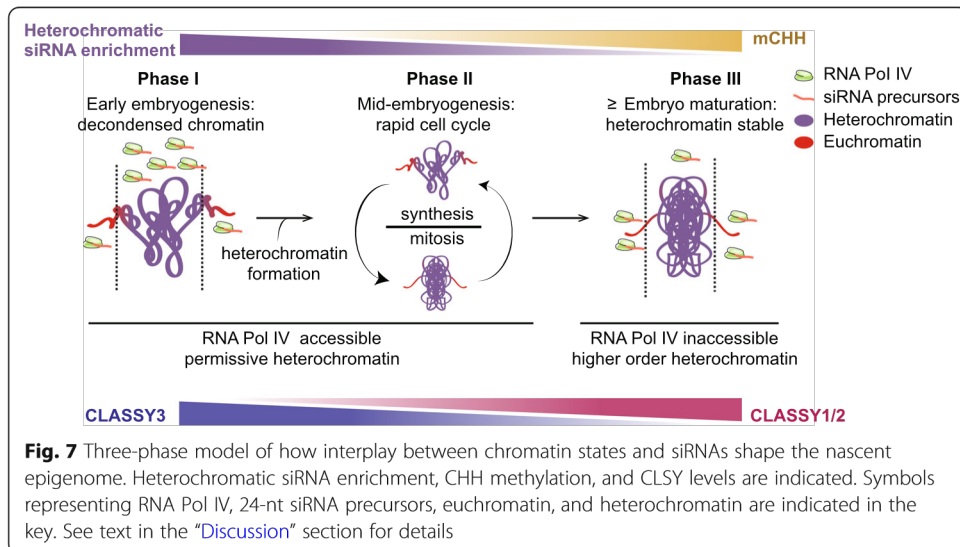 Heterochromatic
siRNA enrichment
mCHH
Phase I
Early embryogenesis:
decondensed chromatin
Phase II
Mid-embryogenesis:
rapid cell cycle
Phase III
≥ Embryo maturation:
heterochromatin stable
RNA Pol IV
siRNA precursors
Heterochromatin
Euchromatin
heterochromatin
formation
synthesis
mitosis
RNA Pol IV accessible
permissive heterochromatin
RNA Pol IV inaccessible
higher order heterochromatin
CLASSY3
CLASSY1/2
Fig. 7 Three-phase model of how interplay between chromatin states and siRNAs shape the nascent
epigenome. Heterochromatic siRNA enrichment, CHH methylation, and CLSY levels are indicated. Symbols
representing RNA Pol IV, 24-nt siRNA precursors, euchromatin, and heterochromatin are indicated in the
key. See text in the “Discussion” section for details